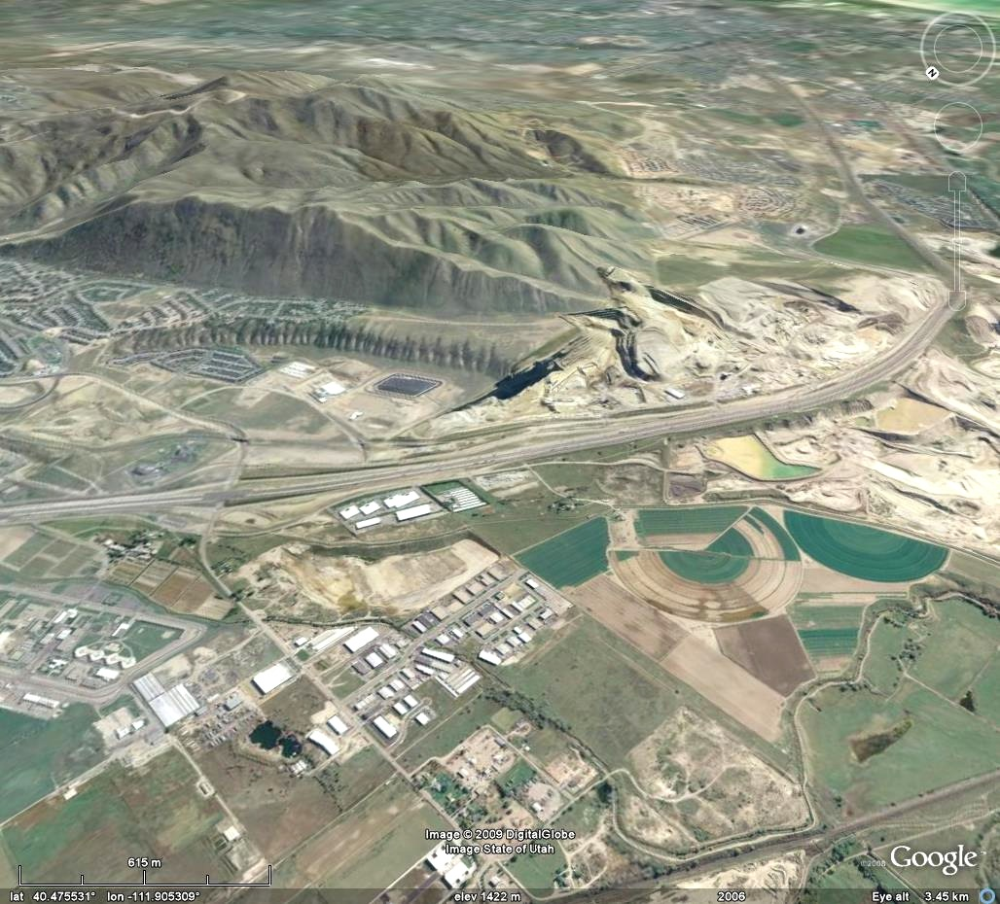 N
Image © 2009 DigitalGlobe
Image State of Utah
615 m
©2008 Google™
lat 40.475531° lon -111.905309° elev 1422 m 2006 Eye alt 3.45 km